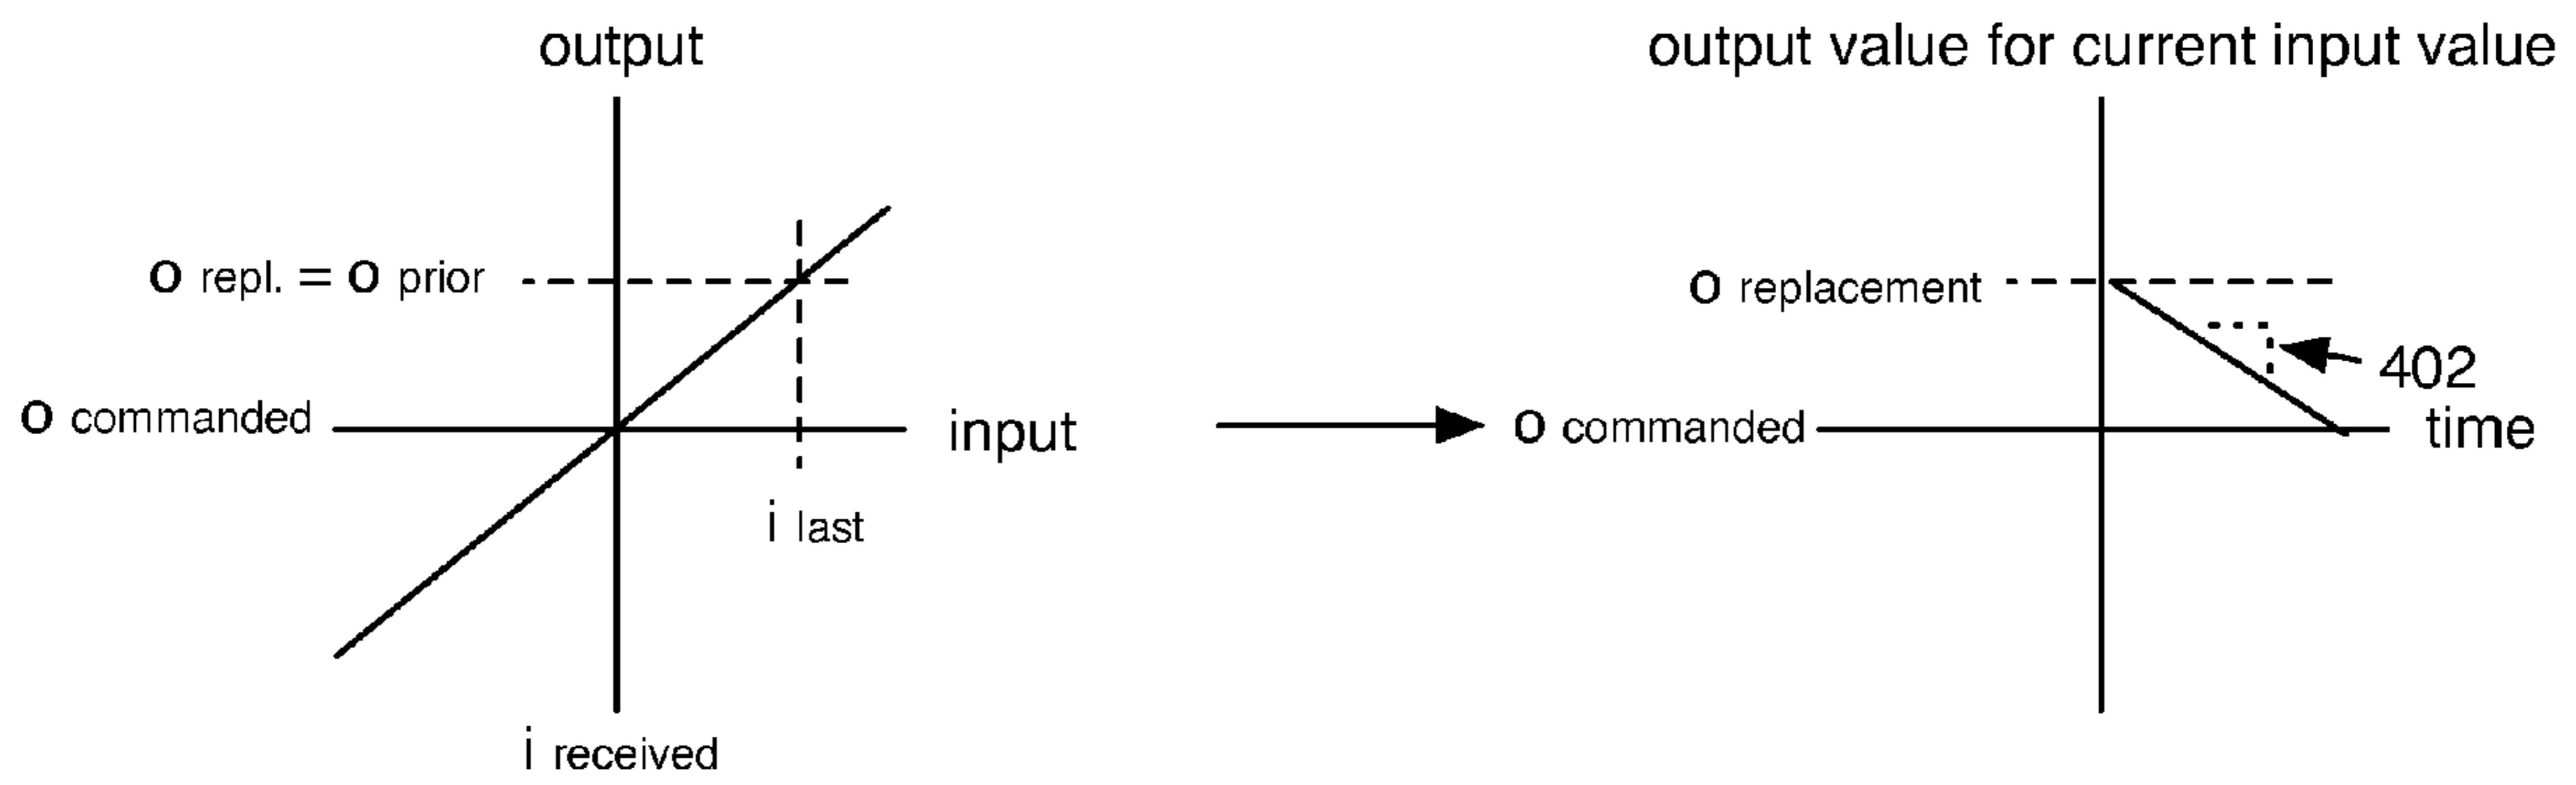 output
o repl. = o prior
o commanded
input
i last
i received
output value for current input value
o replacement
402
o commanded
time